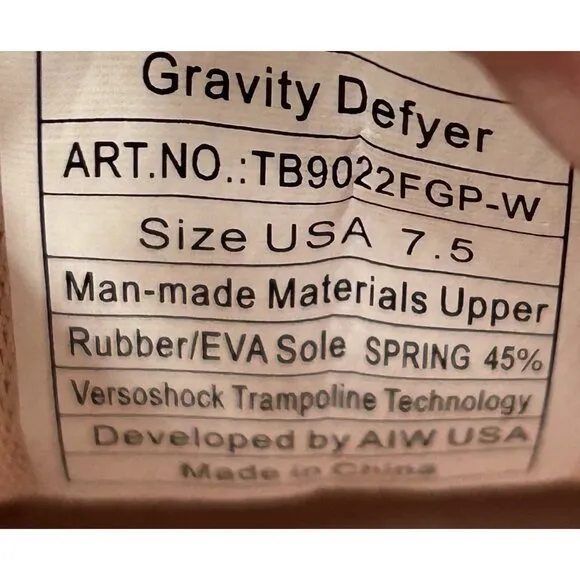 Gravity Defyer
ART.NO.:TB9022FGP-W
Size USA 7.5
Man-made Materials Upper
Rubber/EVA Sole SPRING 45%
Versoshock Trampoline Technology
Developed by AIW USA
Made in China